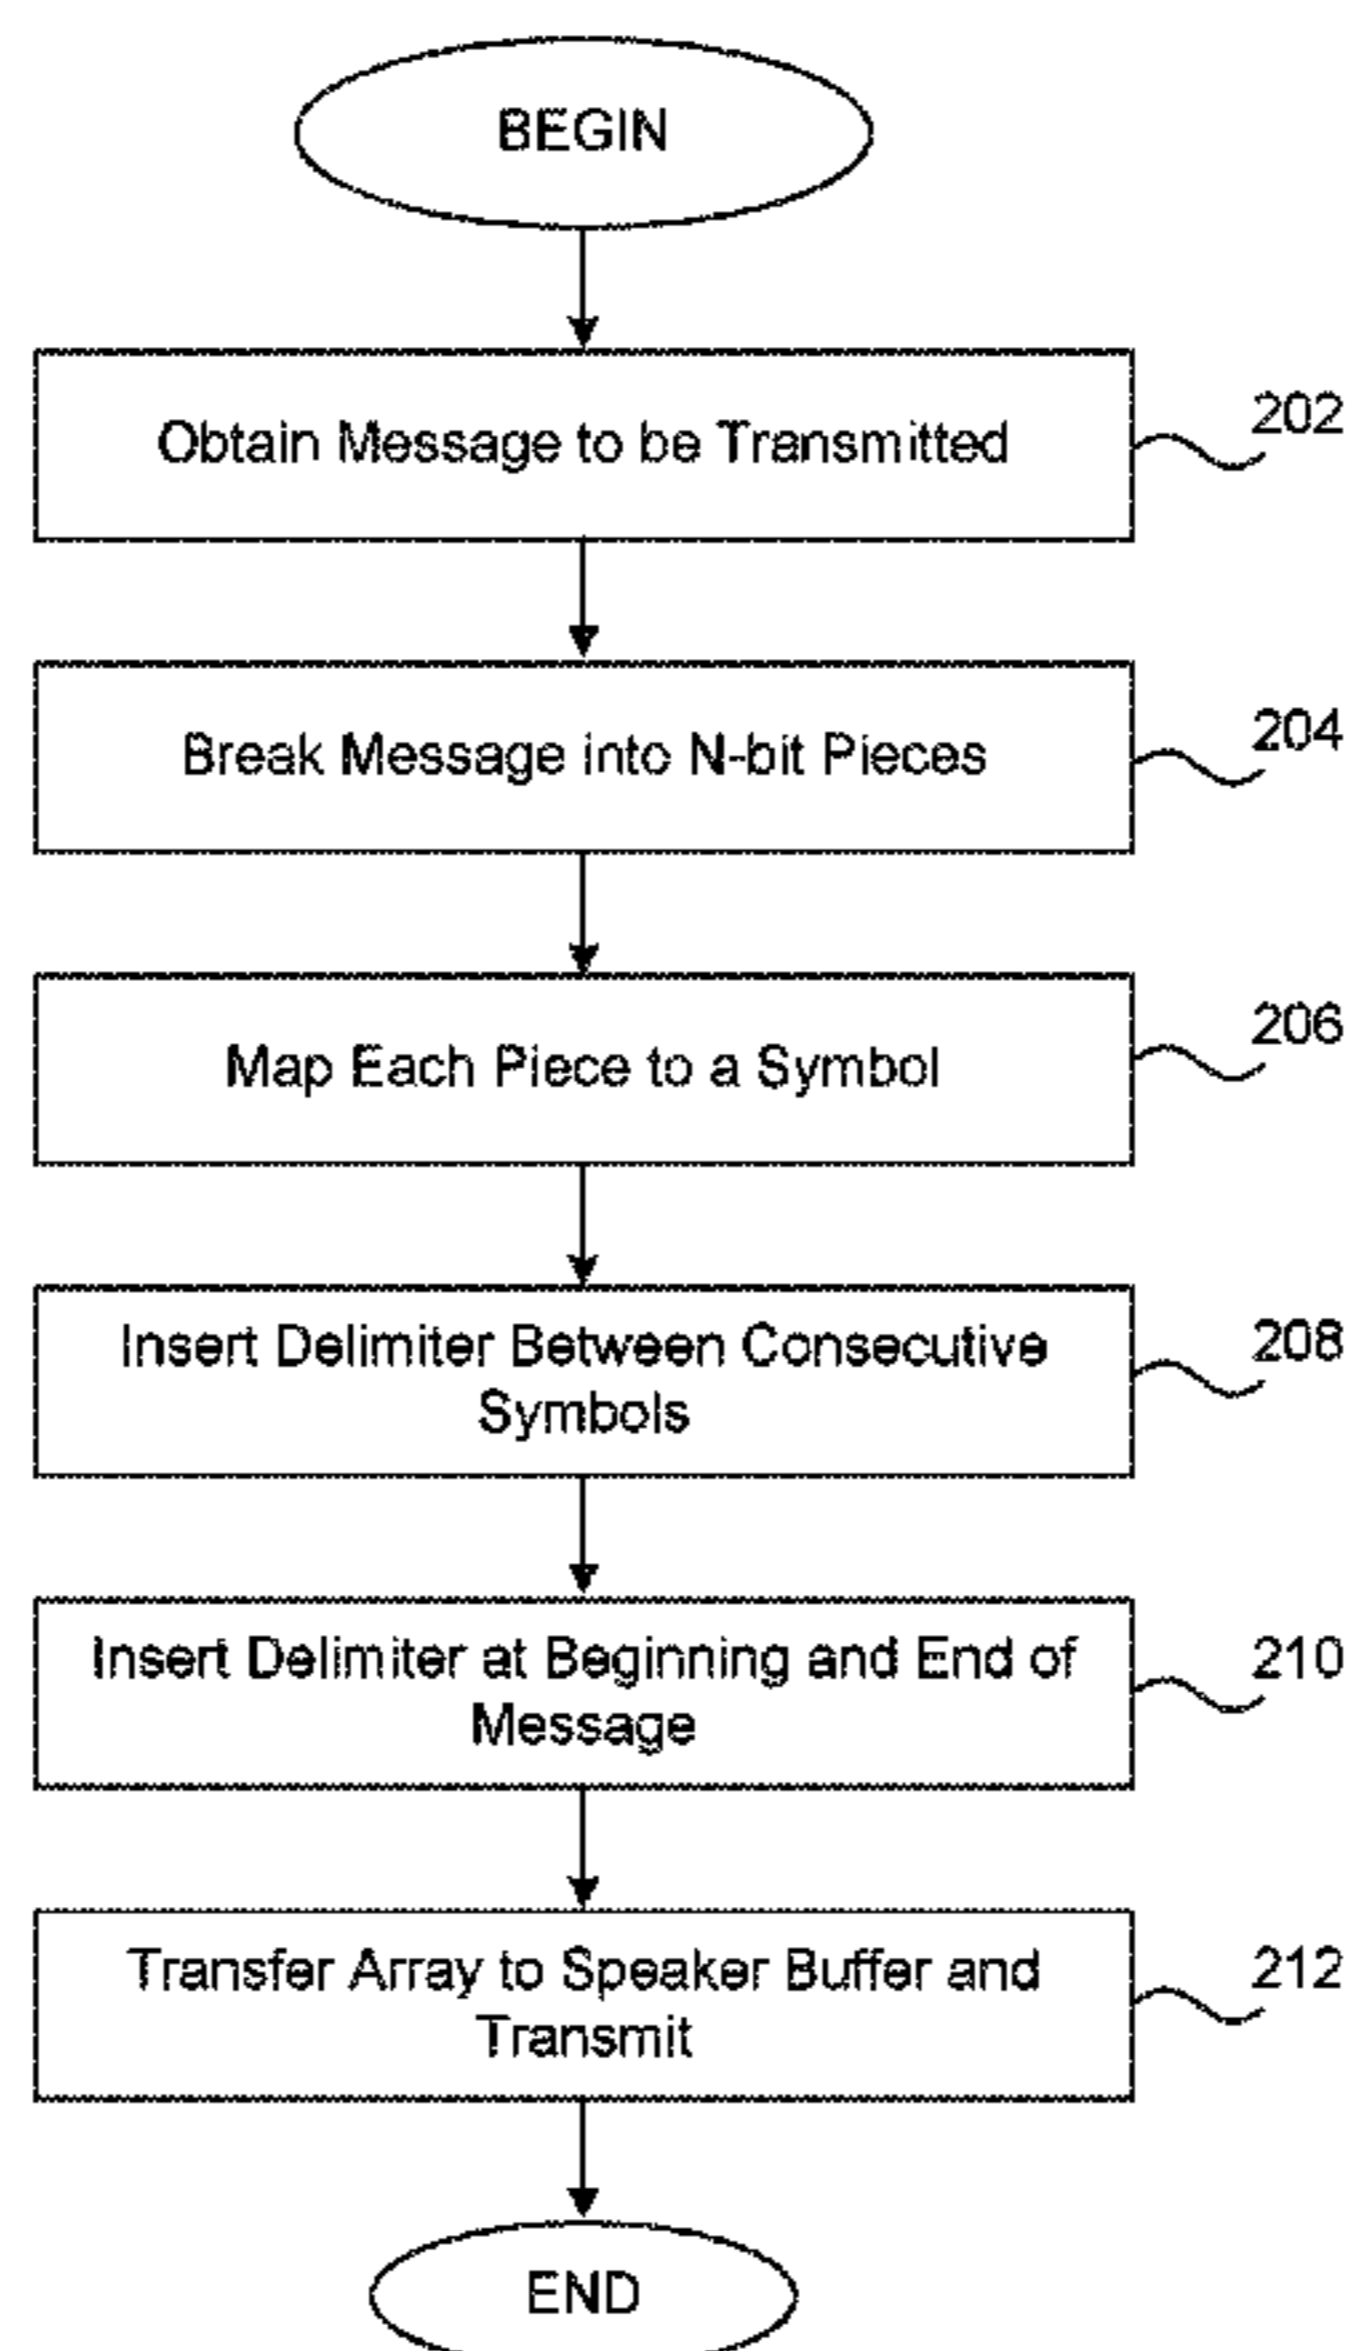 BEGIN
Obtain Message to be Transmitted
202
Break Message into N-bit Pieces
204
Map Each Piece to a Symbol
206
Insert Delimiter Between Consecutive
Symbols
208
Insert Delimiter at Beginning and End of
Message
210
Transfer Array to Speaker Buffer and
Transmit
212
END